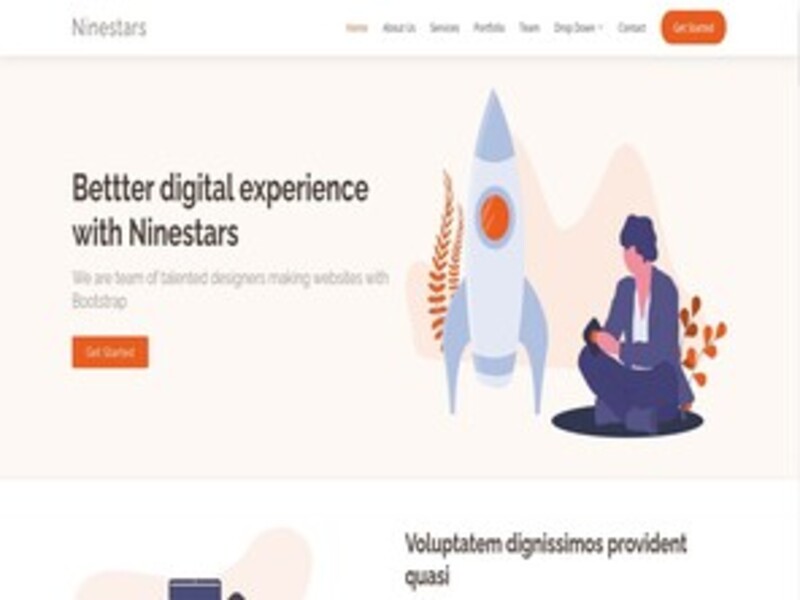 Ninestars
Home About Us Services Portfolio Team Drop Down Contact Get Started
Bettter digital experience
with Ninestars
We are team of talented designers making websites with
Bootstrap
Get Started
Voluptatem dignissimos provident
quasi